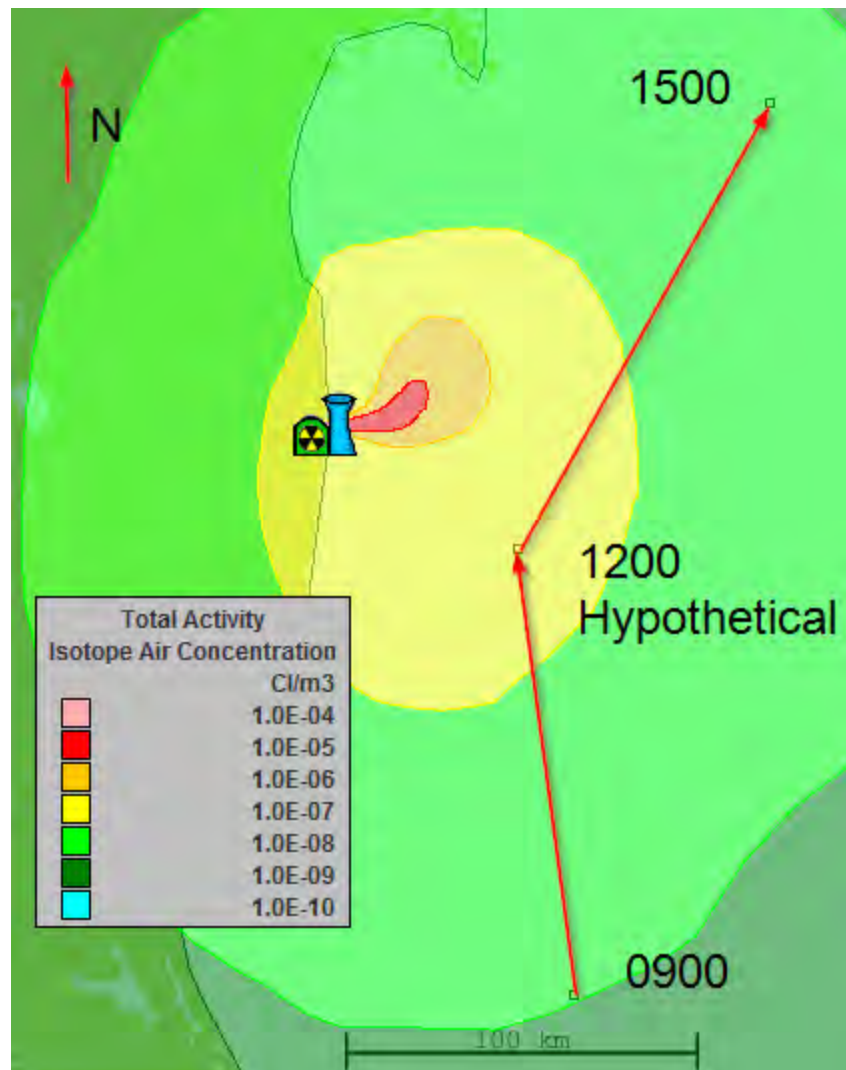 1500
N
1200
Hypothetical
Total Activity
Isotope Air Concentration
CI/m3
1.0E-04
1.0E-05
1.0E-06
1.0E-07
1.0E-08
1.0E-09
1.0E-10
0900
100 km